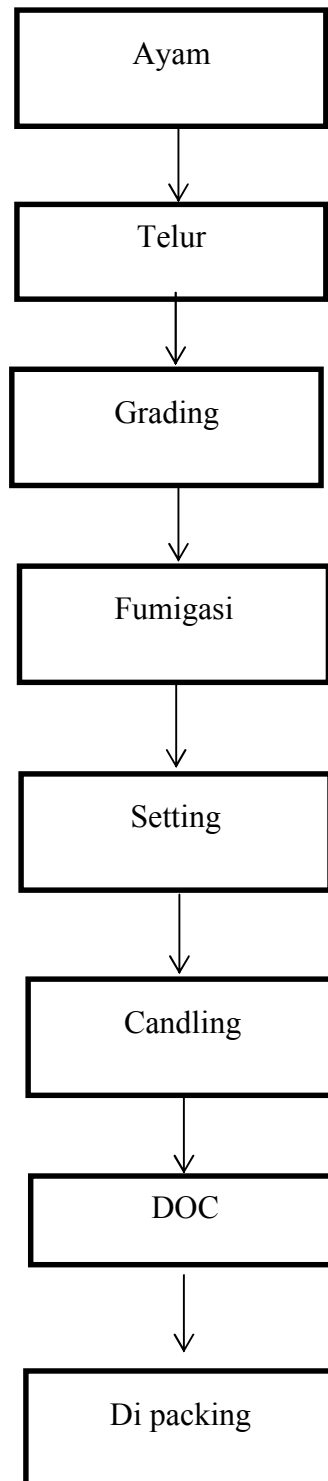 Ayam
Telur
Grading
Fumigasi
Setting
Candling
DOC
Di packing